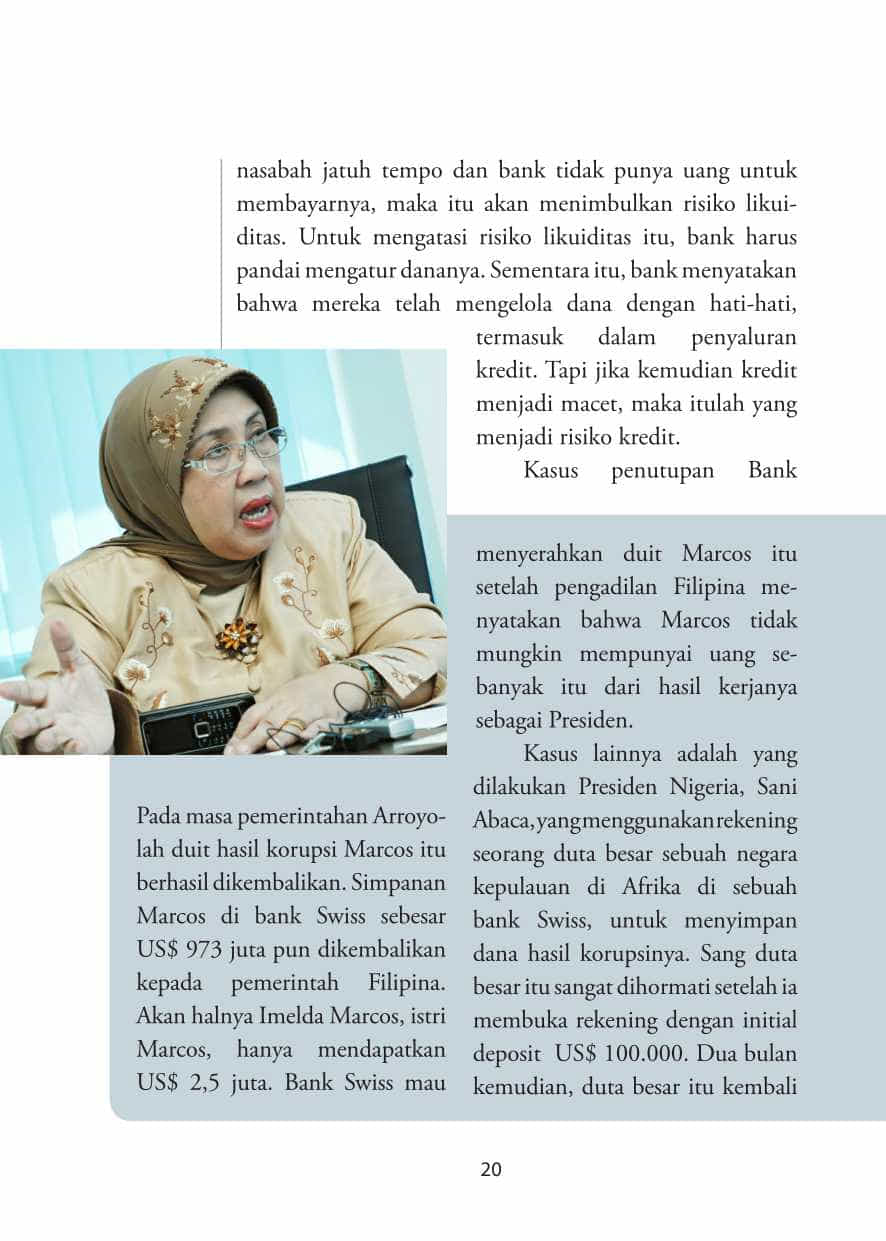 nasabah jatuh tempo dan bank tidak punya uang untuk
membayarnya, maka itu akan menimbulkan risiko likui-
ditas. Untuk mengatasi risiko likuiditas itu, bank harus
pandai mengatur dananya. Sementara itu, bank menyatakan
bahwa mereka telah mengelola dana dengan hati-hati,
termasuk dalam penyaluran
kredit. Tapi jika kemudian kredit
menjadi macet, maka itulah yang
menjadi risiko kredit.
Kasus penutupan Bank
Pada masa pemerintahan Arroyo-
lah duit hasil korupsi Marcos itu
berhasil dikembalikan. Simpanan
Marcos di bank Swiss sebesar
US$ 973 juta pun dikembalikan
kepada pemerintah Filipina.
Akan halnya Imelda Marcos, istri
Marcos, hanya mendapatkan
US$ 2,5 juta. Bank Swiss mau
menyerahkan duit Marcos itu
setelah pengadilan Filipina me-
nyatakan bahwa Marcos tidak
mungkin mempunyai uang se-
banyak itu dari hasil kerjanya
sebagai Presiden.
Kasus lainnya adalah yang
dilakukan Presiden Nigeria, Sani
Abaca, yang menggunakan rekening
seorang duta besar sebuah negara
kepulauan di Afrika di sebuah
bank Swiss, untuk menyimpan
dana hasil korupsinya. Sang duta
besar itu sangat dihormati setelah ia
membuka rekening dengan initial
deposit US$ 100.000. Dua bulan
kemudian, duta besar itu kembali
20